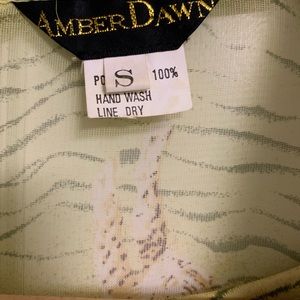 AMBER DAWN
PO S 100%
HAND WASH
LINE DRY